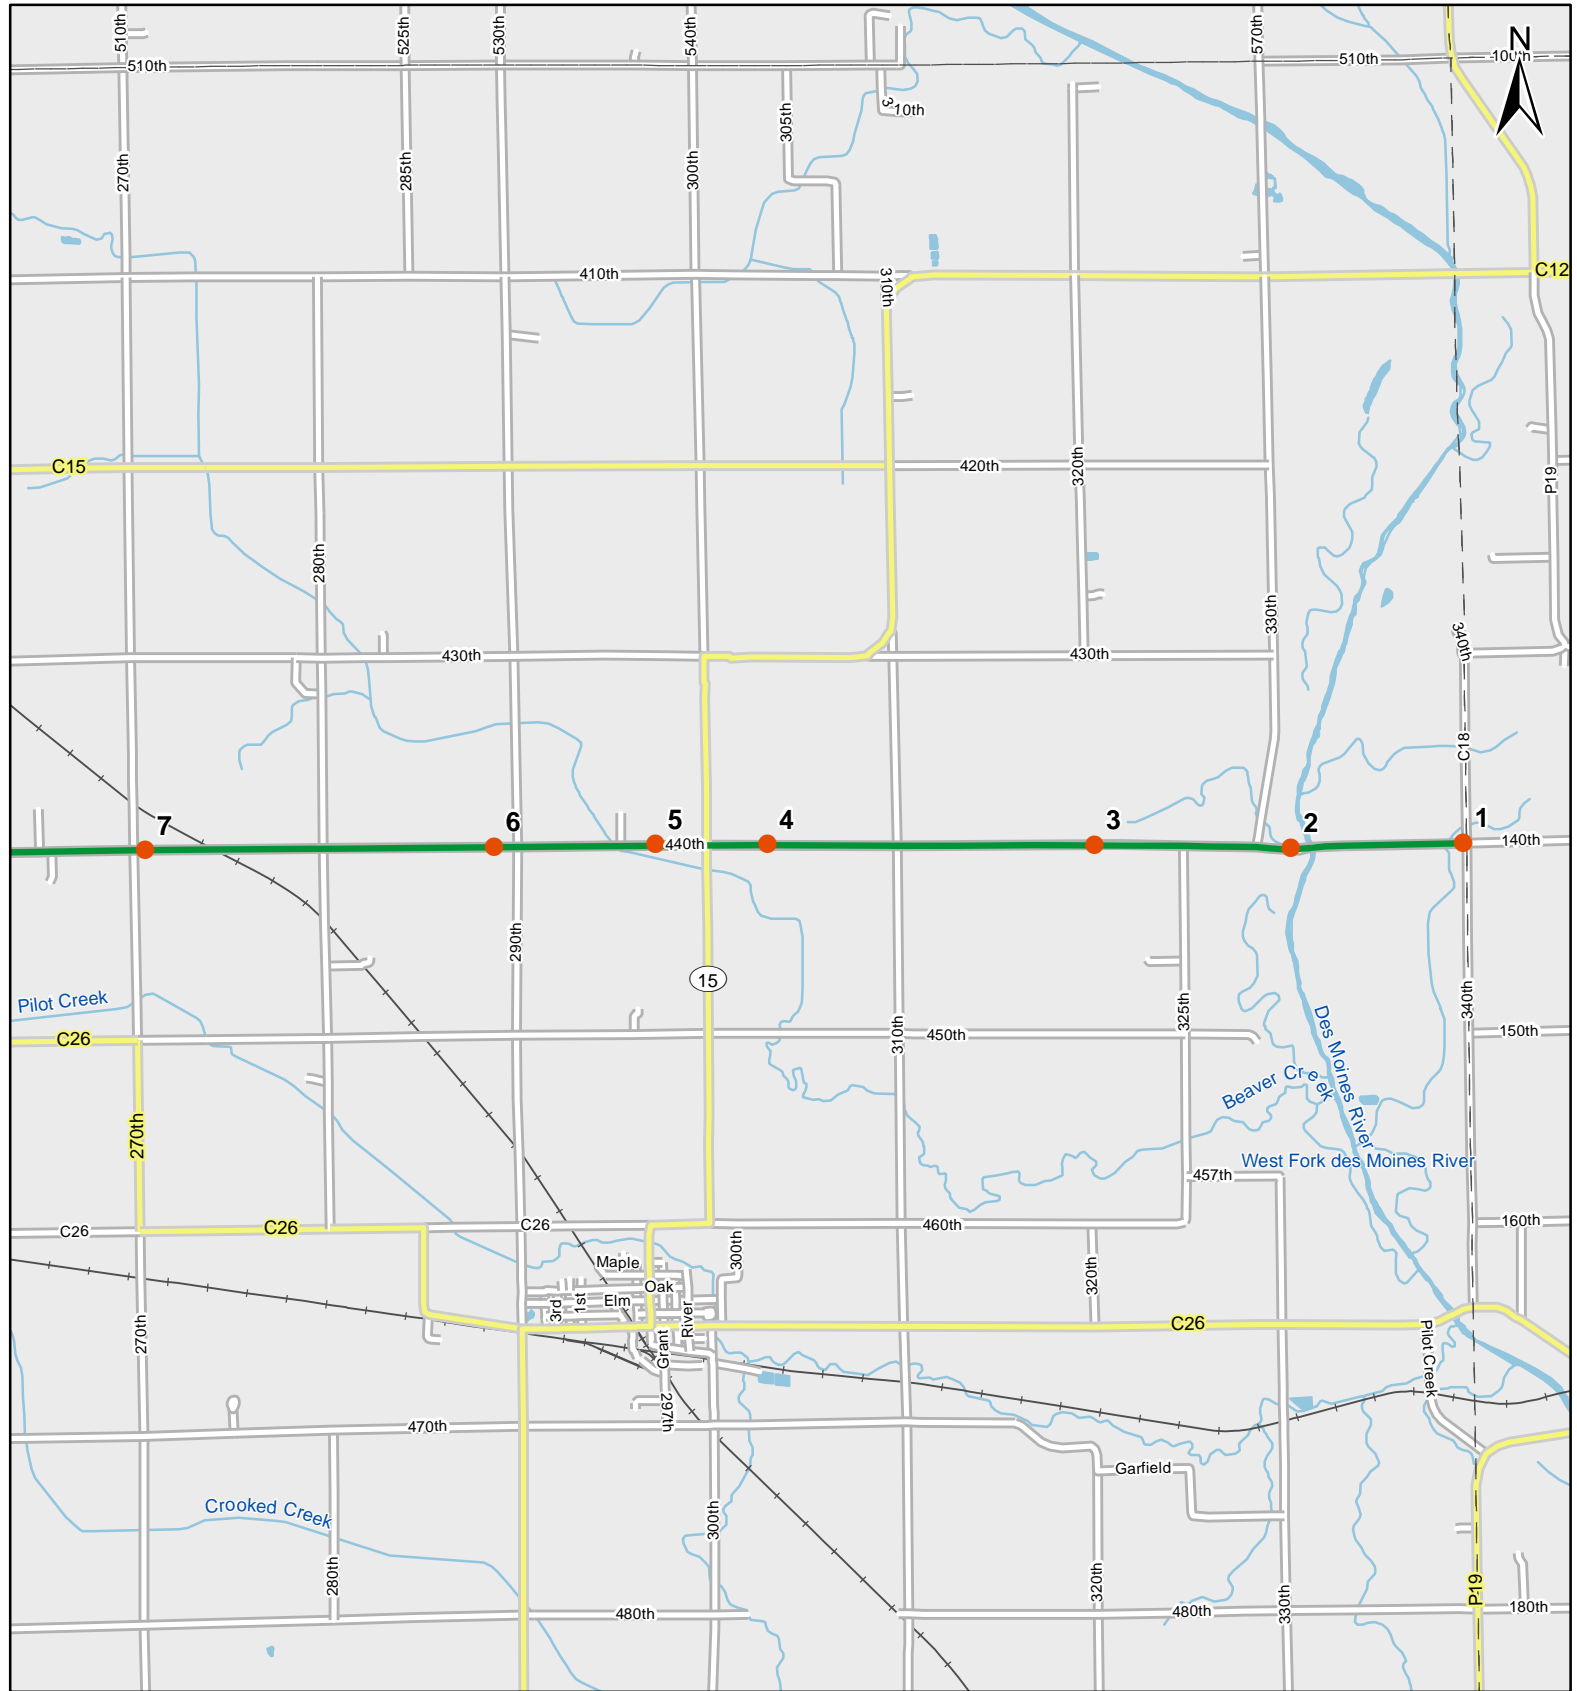 510th
525th
530th
540th
570th
N
510th
510th
100th
305th
310th
270th
285th
300th
410th
310th
C12
C15
420th
320th
P19
280th
330th
430th
430th
340th
C18
7
6
5
4
3
2
1
440th
140th
290th
15
Pilot Creek
C26
450th
310th
325th
340th
150th
Des Moines River
Beaver Creek
270th
West Fork des Moines River
457th
C26
C26
C26
460th
160th
Maple
300th
Oak
320th
Elm
1st
3rd
River
C26
270th
Grant
Pilot Creek
297th
470th
Garfield
Crooked Creek
300th
280th
320th
330th
P19
480th
480th
180th